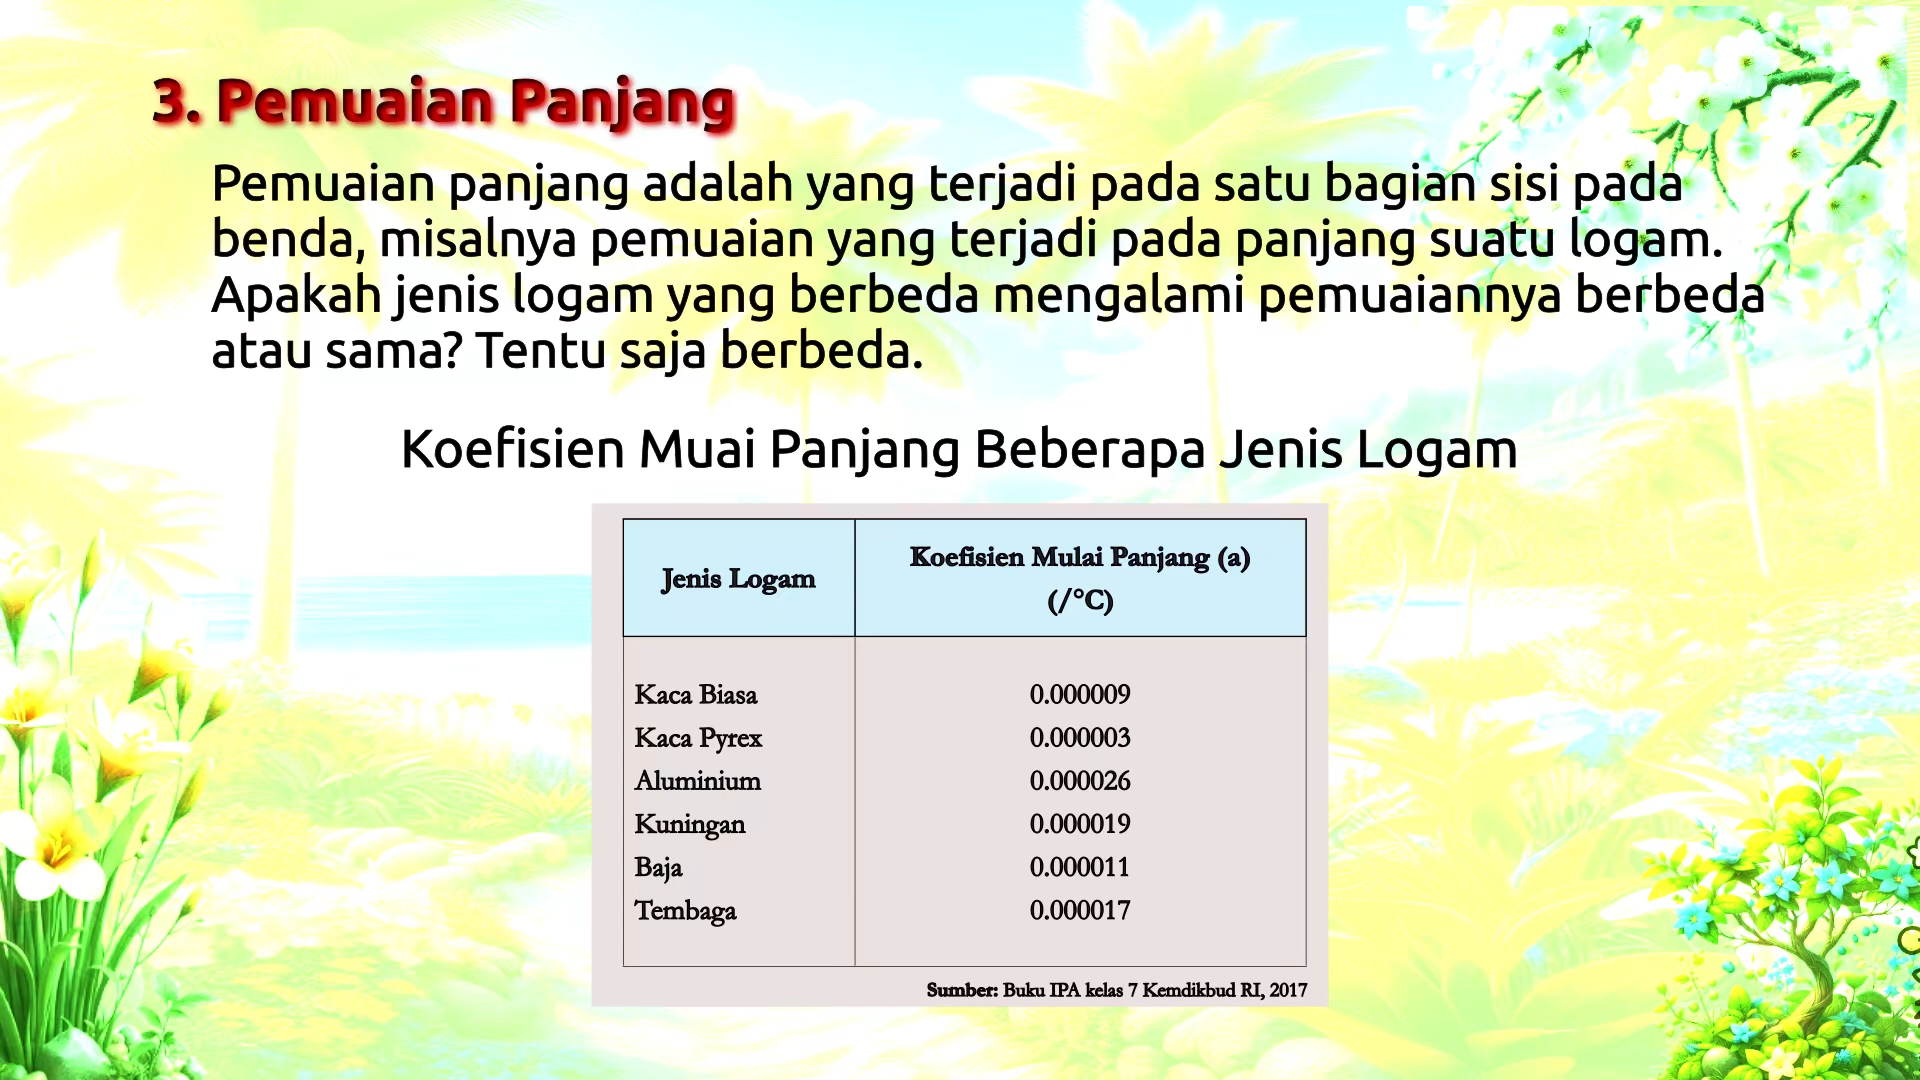 3. Pemuaian Panjang
Pemuaian panjang adalah yang terjadi pada satu bagian sisi pada
benda, misalnya pemuaian yang terjadi pada panjang suatu logam.
Apakah jenis logam yang berbeda mengalami pemuaiannya berbeda
atau sama? Tentu saja berbeda.
Koefisien Muai Panjang Beberapa Jenis Logam
Jenis Logam
Koefisien Mulai Panjang (a)
(/°C)
Kaca Biasa 0.000009
Kaca Pyrex 0.000003
Aluminium 0.000026
Kuningan 0.000019
Baja 0.000011
Tembaga 0.000017
Sumber: Buku IPA kelas 7 Kemdikbud RI, 2017